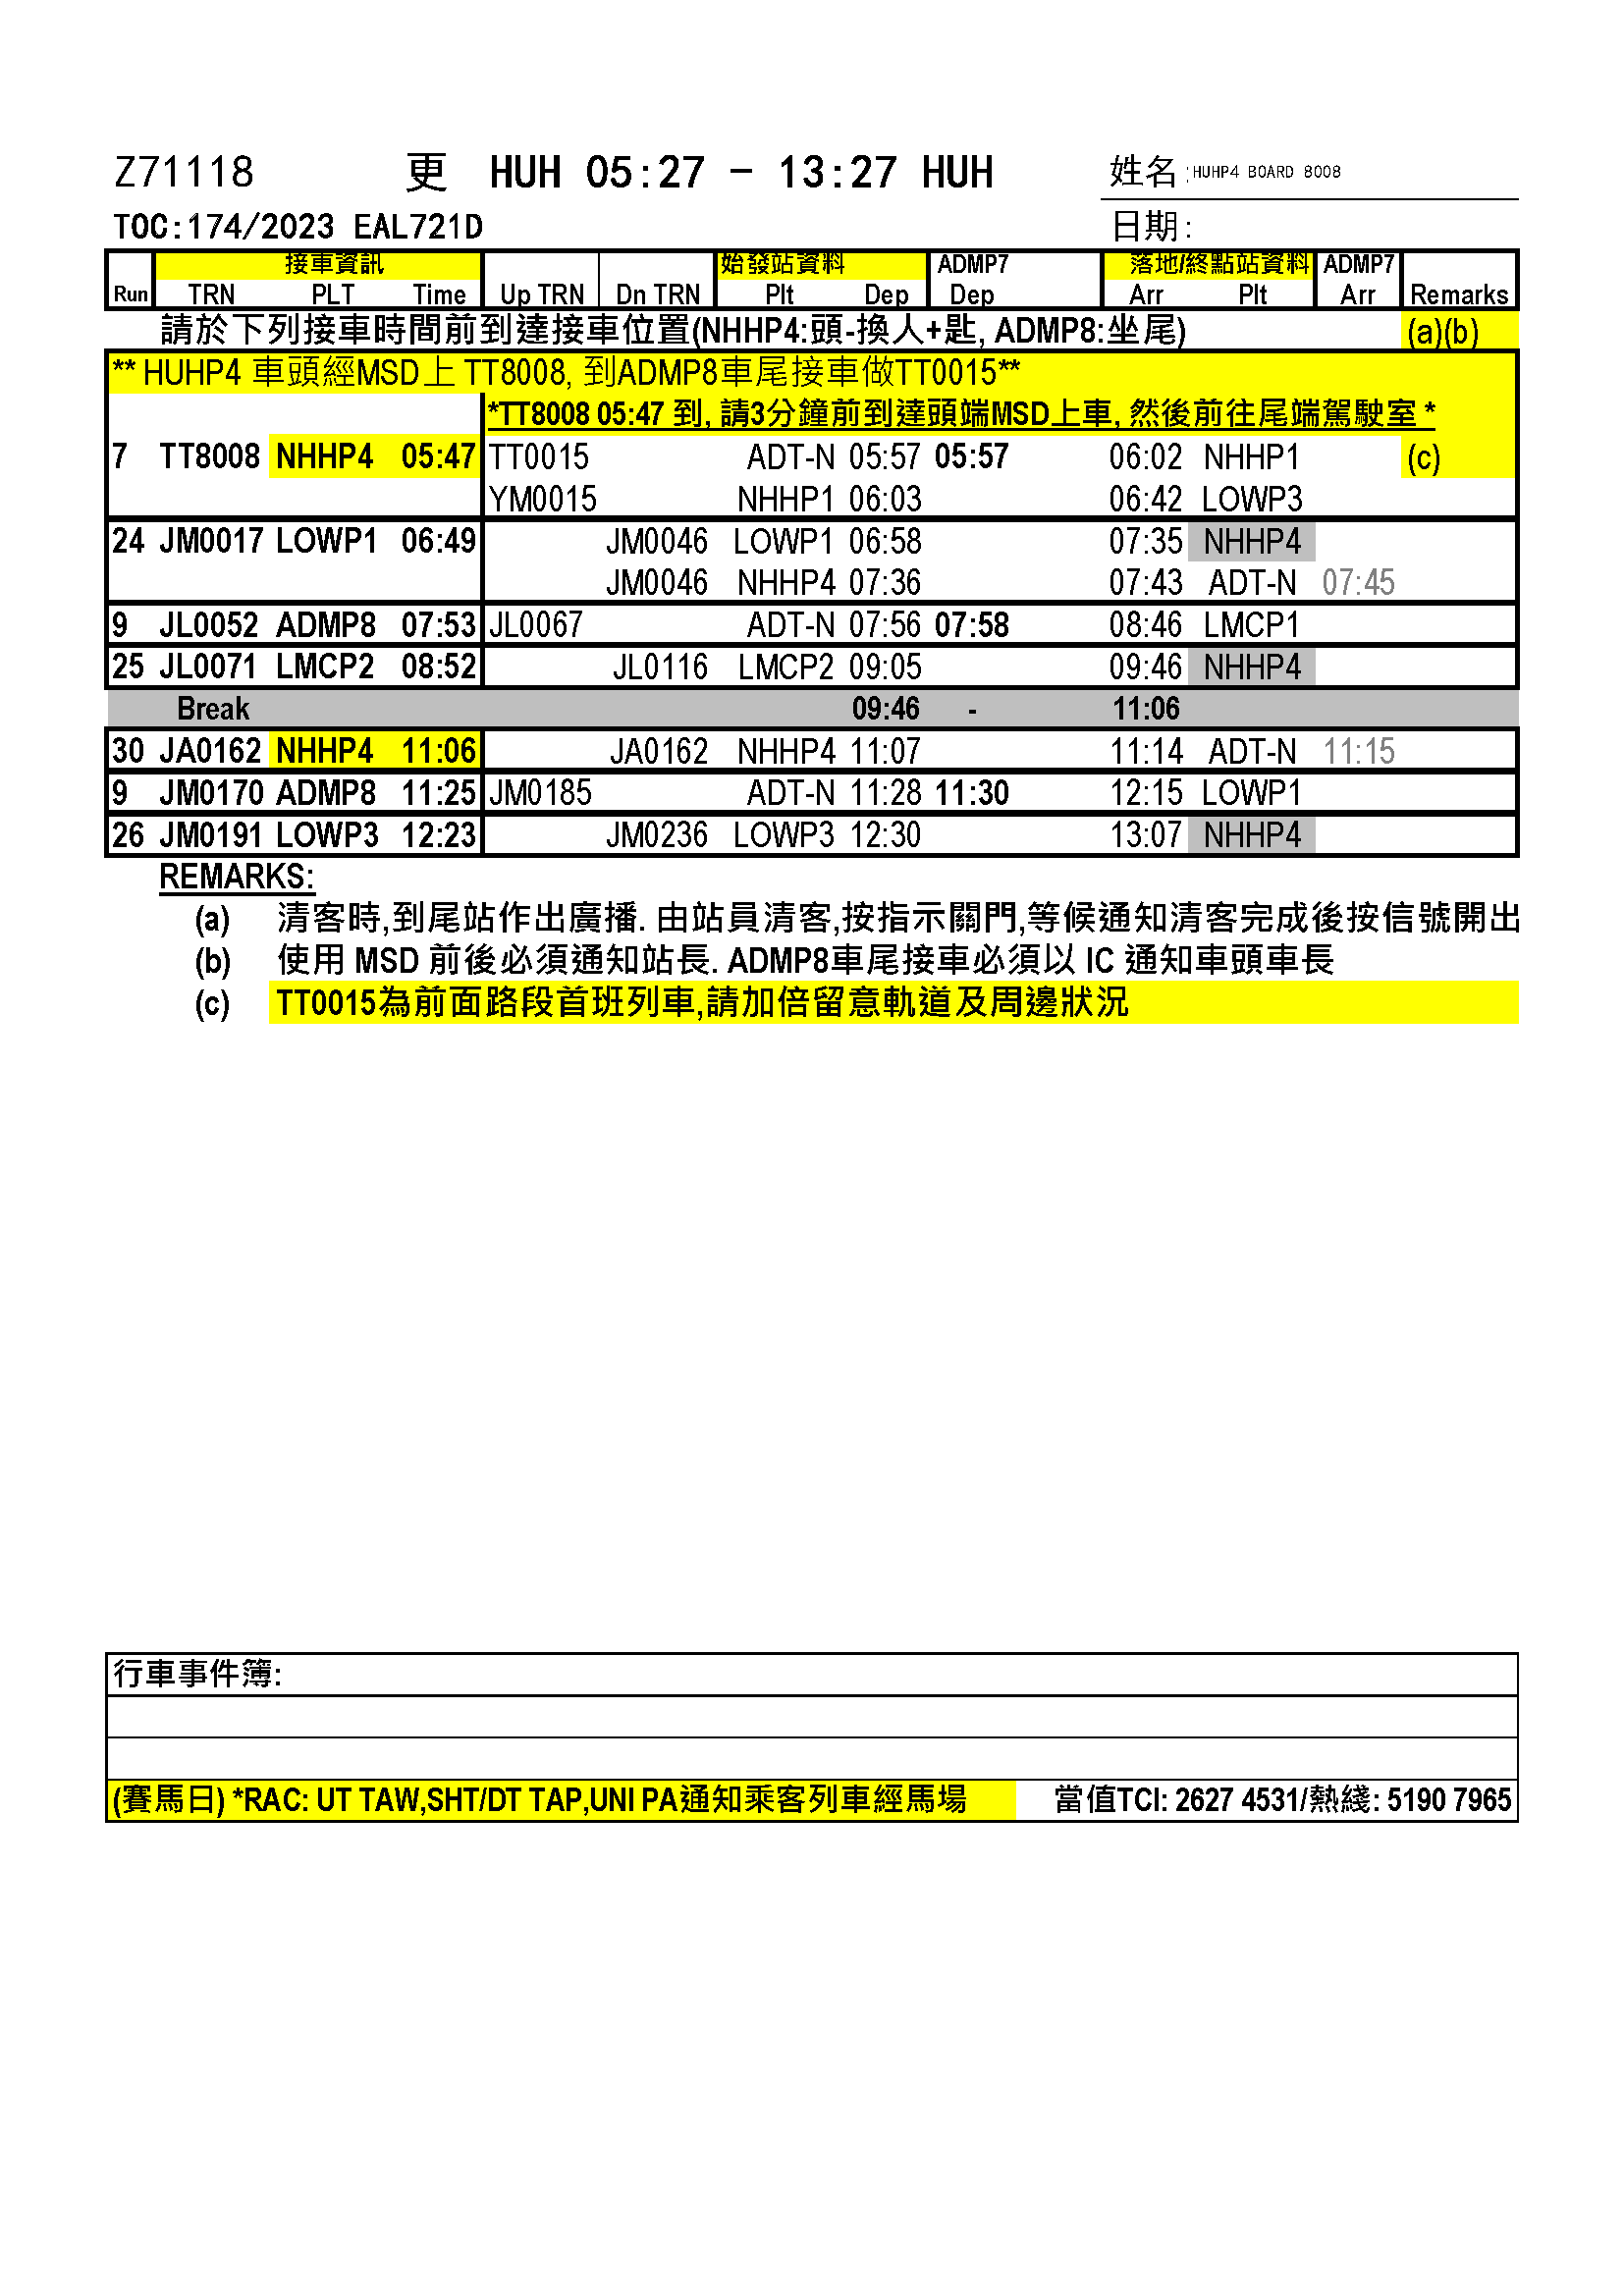 Z71118 更 HUH 05:27 - 13:27 HUH 姓名:HUHP4 BOARD 8008
TOC:174/2023 EAL721D 日期:
接車資訊 始發站資料 ADMP7 落地/終點站資料 ADMP7
Run TRN PLT Time Up TRN Dn TRN Plt Dep Dep Arr Plt Arr Remarks
請於下列接車時間前到達接車位置(NHHP4:頭-換人+匙, ADMP8:坐尾) (a)(b)
** HUHP4 車頭經MSD上 TT8008, 到ADMP8車尾接車做TT0015**
*TT8008 05:47 到, 請3分鐘前到達頭端MSD上車, 然後前往尾端駕駛室 *
7 TT8008 NHHP4 05:47 TT0015 ADT-N 05:57 05:57 06:02 NHHP1 (c)
YM0015 NHHP1 06:03 06:42 LOWP3
24 JM0017 LOWP1 06:49 JM0046 LOWP1 06:58 07:35 NHHP4
JM0046 NHHP4 07:36 07:43 ADT-N 07:45
9 JL0052 ADMP8 07:53 JL0067 ADT-N 07:56 07:58 08:46 LMCP1
25 JL0071 LMCP2 08:52 JL0116 LMCP2 09:05 09:46 NHHP4
Break 09:46 - 11:06
30 JA0162 NHHP4 11:06 JA0162 NHHP4 11:07 11:14 ADT-N 11:15
9 JM0170 ADMP8 11:25 JM0185 ADT-N 11:28 11:30 12:15 LOWP1
26 JM0191 LOWP3 12:23 JM0236 LOWP3 12:30 13:07 NHHP4
REMARKS:
(a) 清客時,到尾站作出廣播. 由站員清客,按指示關門,等候通知清客完成後按信號開出
(b) 使用 MSD 前後必須通知站長. ADMP8車尾接車必須以 IC 通知車頭車長
(c) TT0015為前面路段首班列車,請加倍留意軌道及周邊狀況
行車事件簿:
(賽馬日) *RAC: UT TAW,SHT/DT TAP,UNI PA通知乘客列車經馬場 當值TCI: 2627 4531/熱綫: 5190 7965